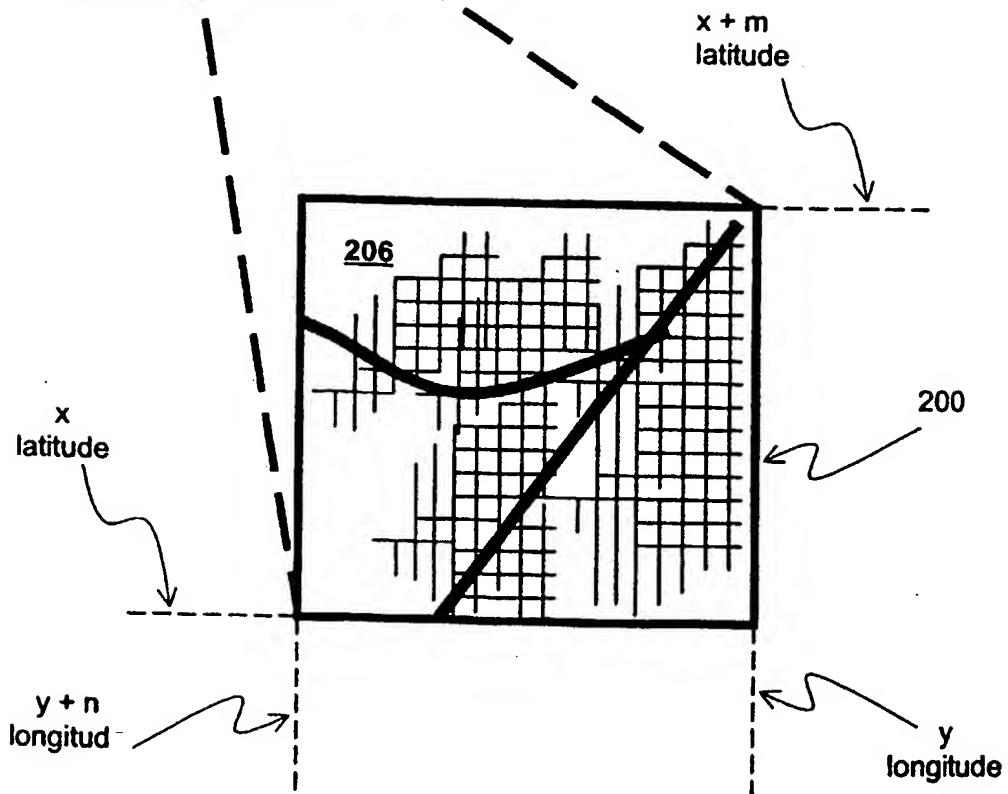 x + m
latitude
206
x
latitude
200
y + n
longitud
y
longitude